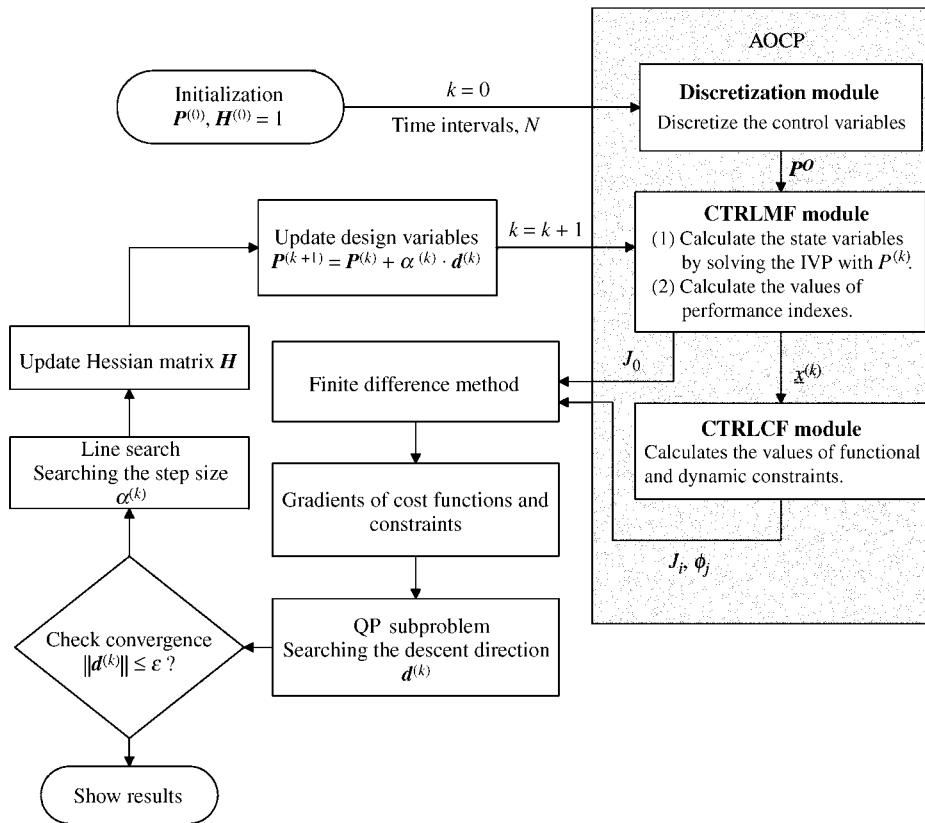 AOCP
Initialization
P^(0), H^(0) = 1
k = 0
Time intervals, N
Discretization module
Discretize the control variables
P^O
Update design variables
P^(k+1) = P^(k) + α^(k) · d^(k)
k = k + 1
CTRLMF module
(1) Calculate the state variables
by solving the IVP with P^(k).
(2) Calculate the values of
performance indexes.
Update Hessian matrix H
Finite difference method
J_0
x^(k)
Line search
Searching the step size
α^(k)
CTRLCF module
Calculates the values of functional
and dynamic constraints.
Gradients of cost functions and
constraints
J_i, ϕ_j
Check convergence
||d^(k)|| ≤ ε ?
QP subproblem
Searching the descent direction
d^(k)
Show results